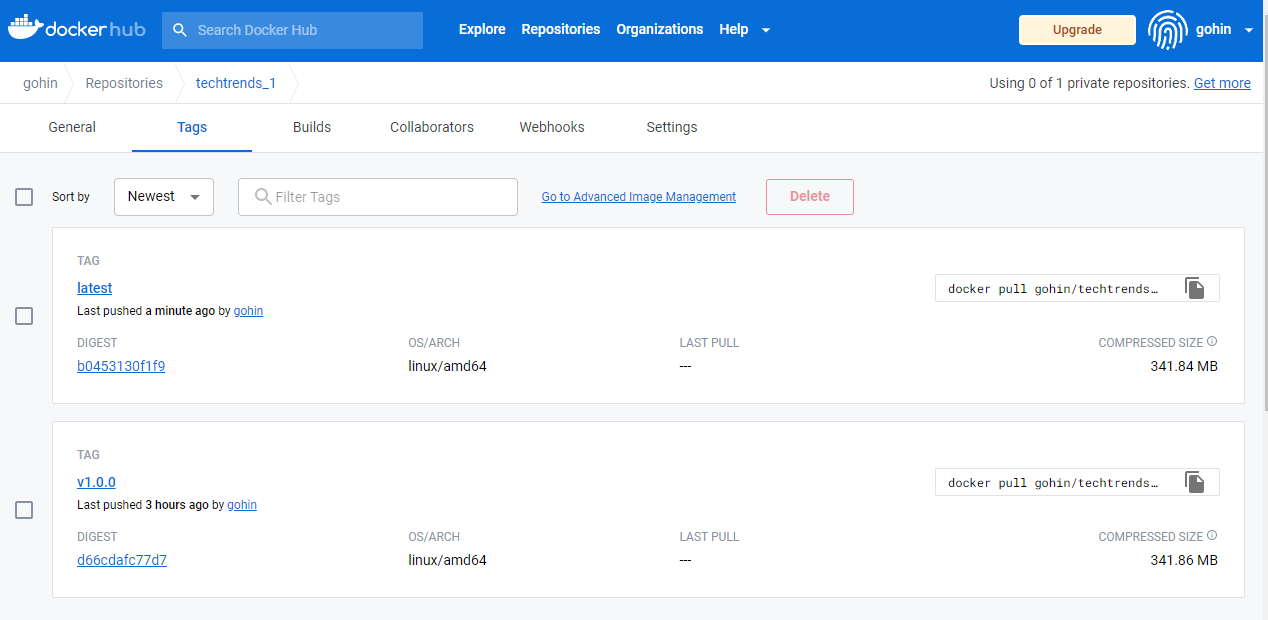 dockerhub Search Docker Hub Explore Repositories Organizations Help Upgrade gohin
gohin Repositories techtrends_1 Using 0 of 1 private repositories. Get more
General Tags Builds Collaborators Webhooks Settings
Sort by Newest Filter Tags Go to Advanced Image Management Delete
TAG
latest docker pull gohin/techtrends…
Last pushed a minute ago by gohin
DIGEST OS/ARCH LAST PULL COMPRESSED SIZE
b0453130f1f9 linux/amd64 --- 341.84 MB
TAG
v1.0.0 docker pull gohin/techtrends…
Last pushed 3 hours ago by gohin
DIGEST OS/ARCH LAST PULL COMPRESSED SIZE
d66cdafc77d7 linux/amd64 --- 341.86 MB